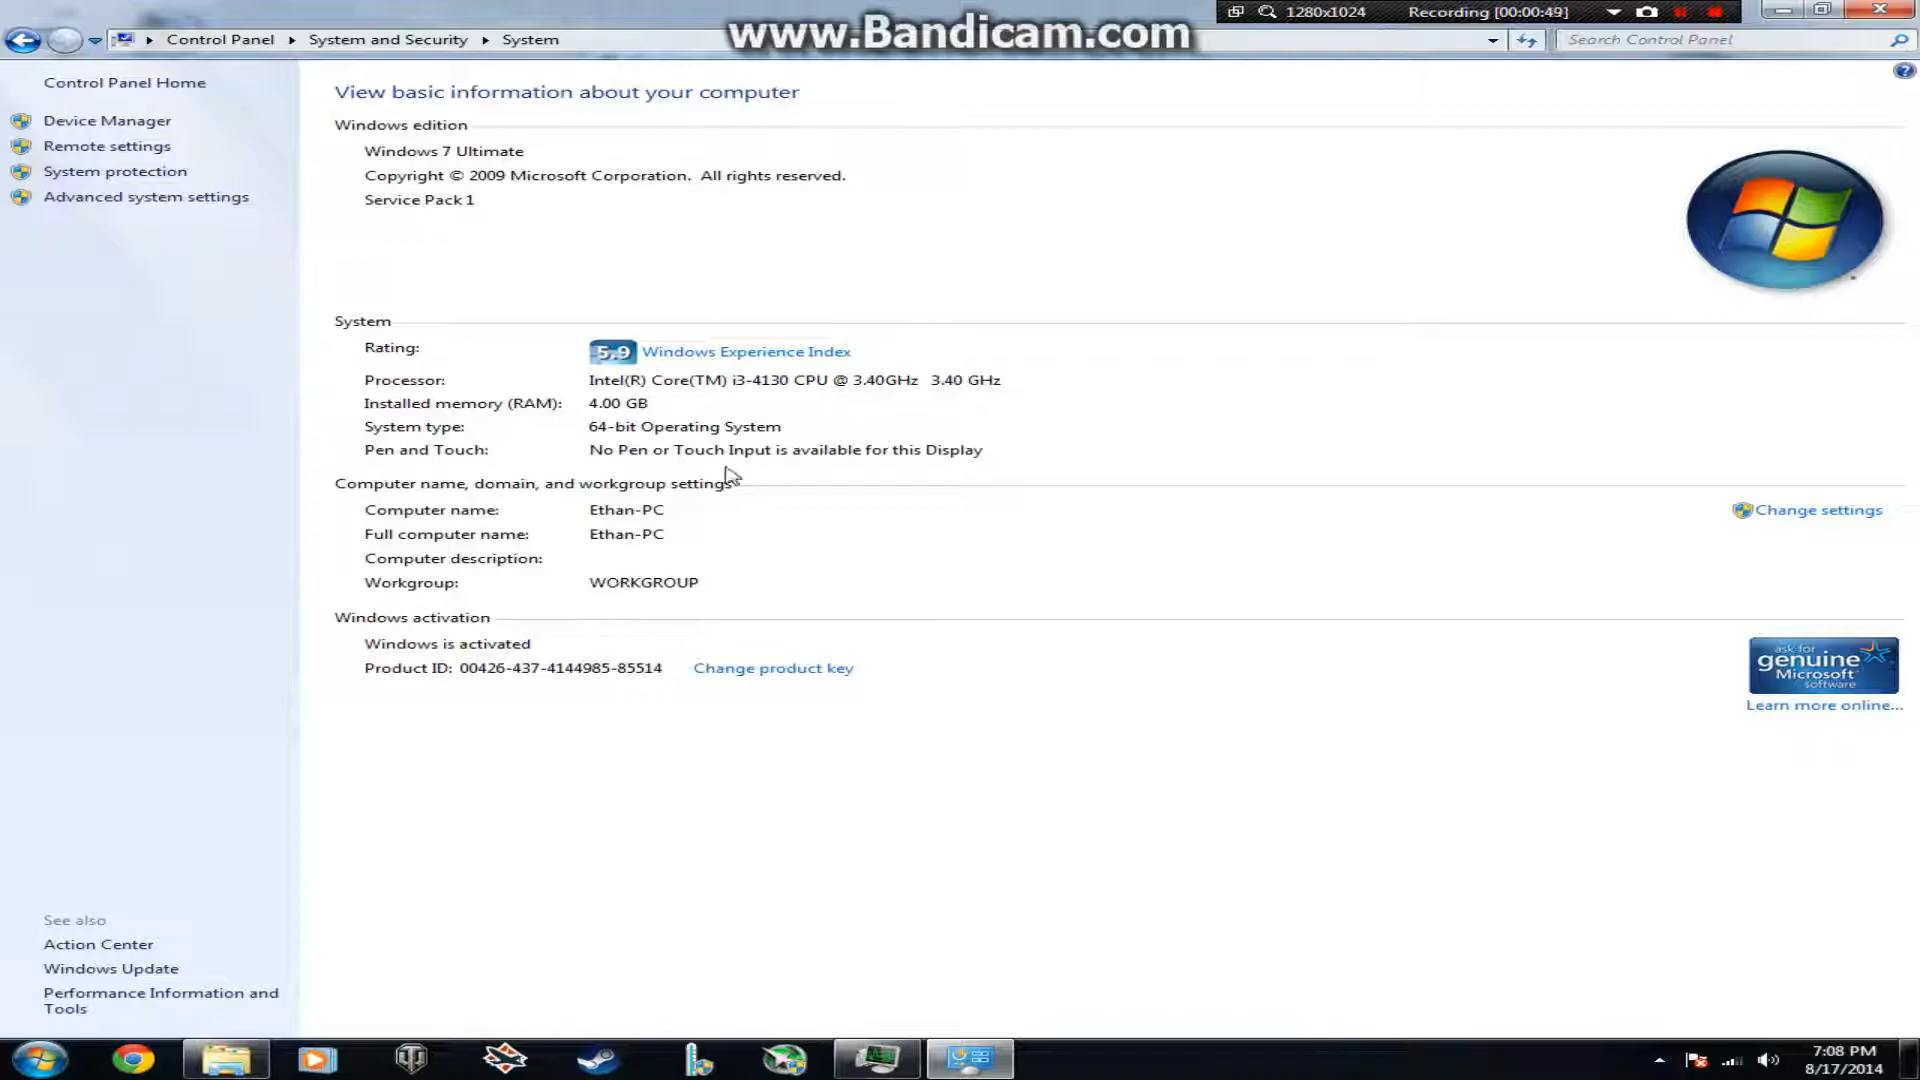 www.Bandicam.com
1280x1024 Recording [00:00:49]
Control Panel System and Security System
Search Control Panel
Control Panel Home
Device Manager
Remote settings
System protection
Advanced system settings
View basic information about your computer
Windows edition
Windows 7 Ultimate
Copyright © 2009 Microsoft Corporation. All rights reserved.
Service Pack 1
System
Rating: 5.9 Windows Experience Index
Processor: Intel(R) Core(TM) i3-4130 CPU @ 3.40GHz 3.40 GHz
Installed memory (RAM): 4.00 GB
System type: 64-bit Operating System
Pen and Touch: No Pen or Touch Input is available for this Display
Computer name, domain, and workgroup settings
Computer name: Ethan-PC
Change settings
Full computer name: Ethan-PC
Computer description:
Workgroup: WORKGROUP
Windows activation
Windows is activated
Product ID: 00426-437-4144985-85514 Change product key
ask for
genuine
Microsoft
software
Learn more online...
See also
Action Center
Windows Update
Performance Information and
Tools
7:08 PM
8/17/2014